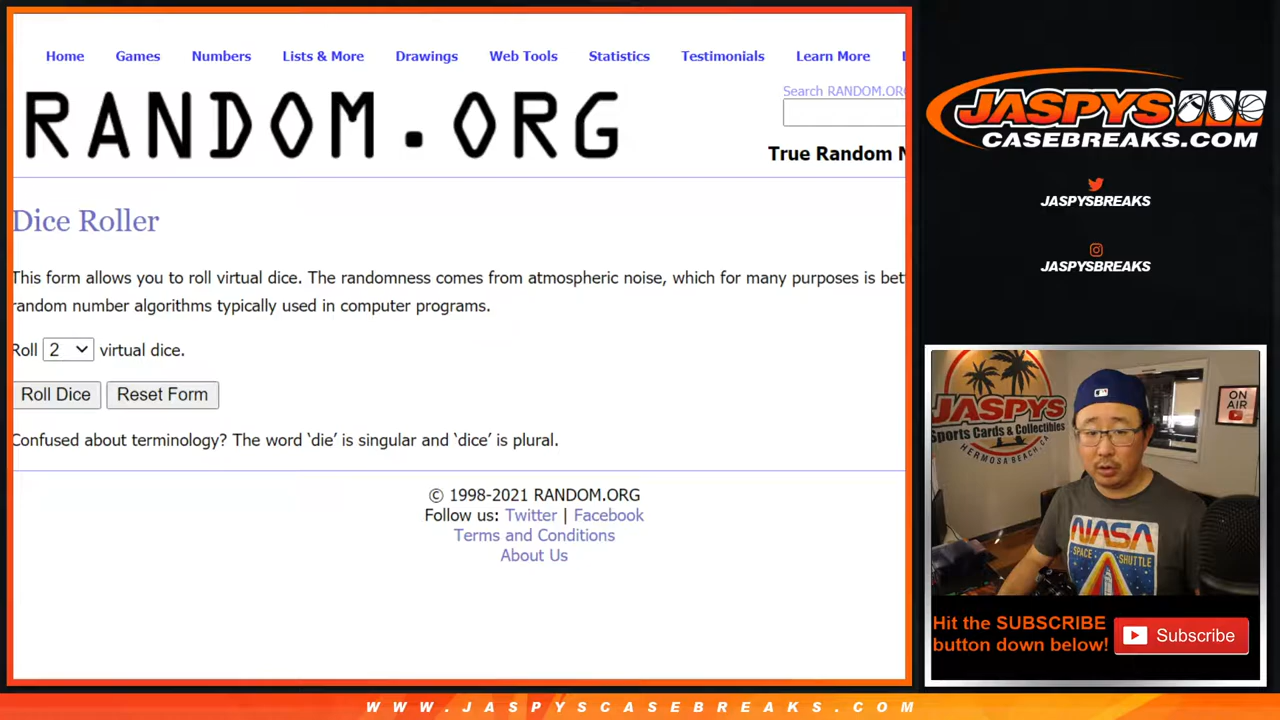 Home Games Numbers Lists & More Drawings Web Tools Statistics Testimonials Learn More
RANDOM.ORG
Search RANDOM.ORG
True Random N
Dice Roller
This form allows you to roll virtual dice. The randomness comes from atmospheric noise, which for many purposes is bet
random number algorithms typically used in computer programs.
Roll 2 virtual dice.
Roll Dice Reset Form
Confused about terminology? The word ‘die’ is singular and ‘dice’ is plural.
© 1998-2021 RANDOM.ORG
Follow us: Twitter | Facebook
Terms and Conditions
About Us
JASPYS
CASEBREAKS.COM
JASPYSBREAKS
JASPYSBREAKS
JASPYS
Sports Cards & Collectibles
HERMOSA BEACH, CA
ON
AIR
NASA
SPACE SHUTTLE
Hit the SUBSCRIBE
button down below!
Subscribe
WWW.JASPYSCASEBREAKS.COM